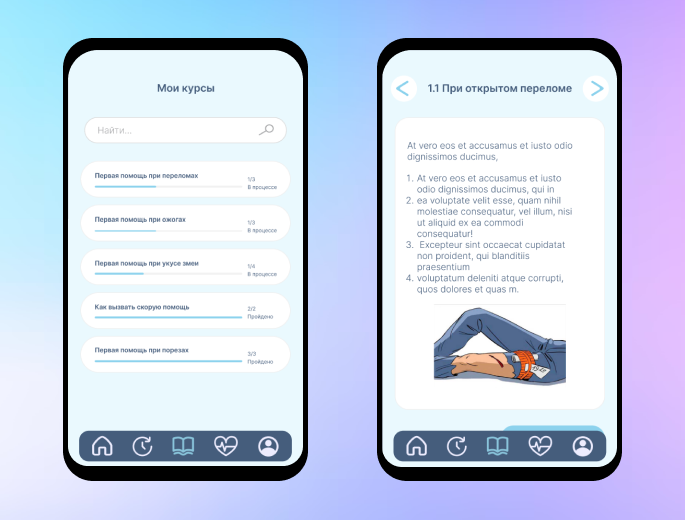 Мои курсы
Найти...
Первая помощь при переломах
1/3
В процессе
Первая помощь при ожогах
1/3
В процессе
Первая помощь при укусе змеи
1/4
В процессе
Как вызвать скорую помощь
2/2
Пройдено
Первая помощь при порезах
3/3
Пройдено
1.1 При открытом переломе
At vero eos et accusamus et iusto odio
dignissimos ducimus,
1. At vero eos et accusamus et iusto
odio dignissimos ducimus, qui in
2. ea voluptate velit esse, quam nihil
molestiae consequatur, vel illum, nisi
ut aliquid ex ea commodi
consequatur!
3. Excepteur sint occaecat cupidatat
non proident, qui blanditiis
praesentium
4. voluptatum deleniti atque corrupti,
quos dolores et quas m.